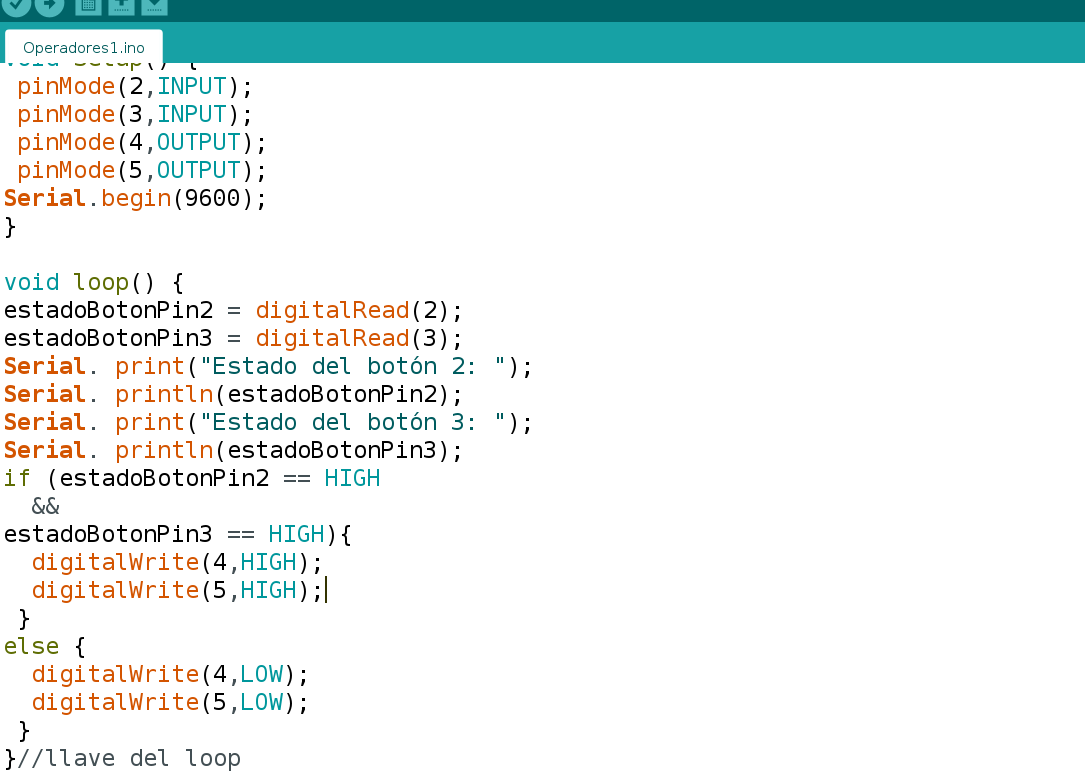 Operadores1.ino
void setup() {
 pinMode(2,INPUT);
 pinMode(3,INPUT);
 pinMode(4,OUTPUT);
 pinMode(5,OUTPUT);
Serial.begin(9600);
}

void loop() {
estadoBotonPin2 = digitalRead(2);
estadoBotonPin3 = digitalRead(3);
Serial. print("Estado del botón 2: ");
Serial. println(estadoBotonPin2);
Serial. print("Estado del botón 3: ");
Serial. println(estadoBotonPin3);
if (estadoBotonPin2 == HIGH
  &&
estadoBotonPin3 == HIGH){
  digitalWrite(4,HIGH);
  digitalWrite(5,HIGH);
 }
else {
  digitalWrite(4,LOW);
  digitalWrite(5,LOW);
 }
}//llave del loop